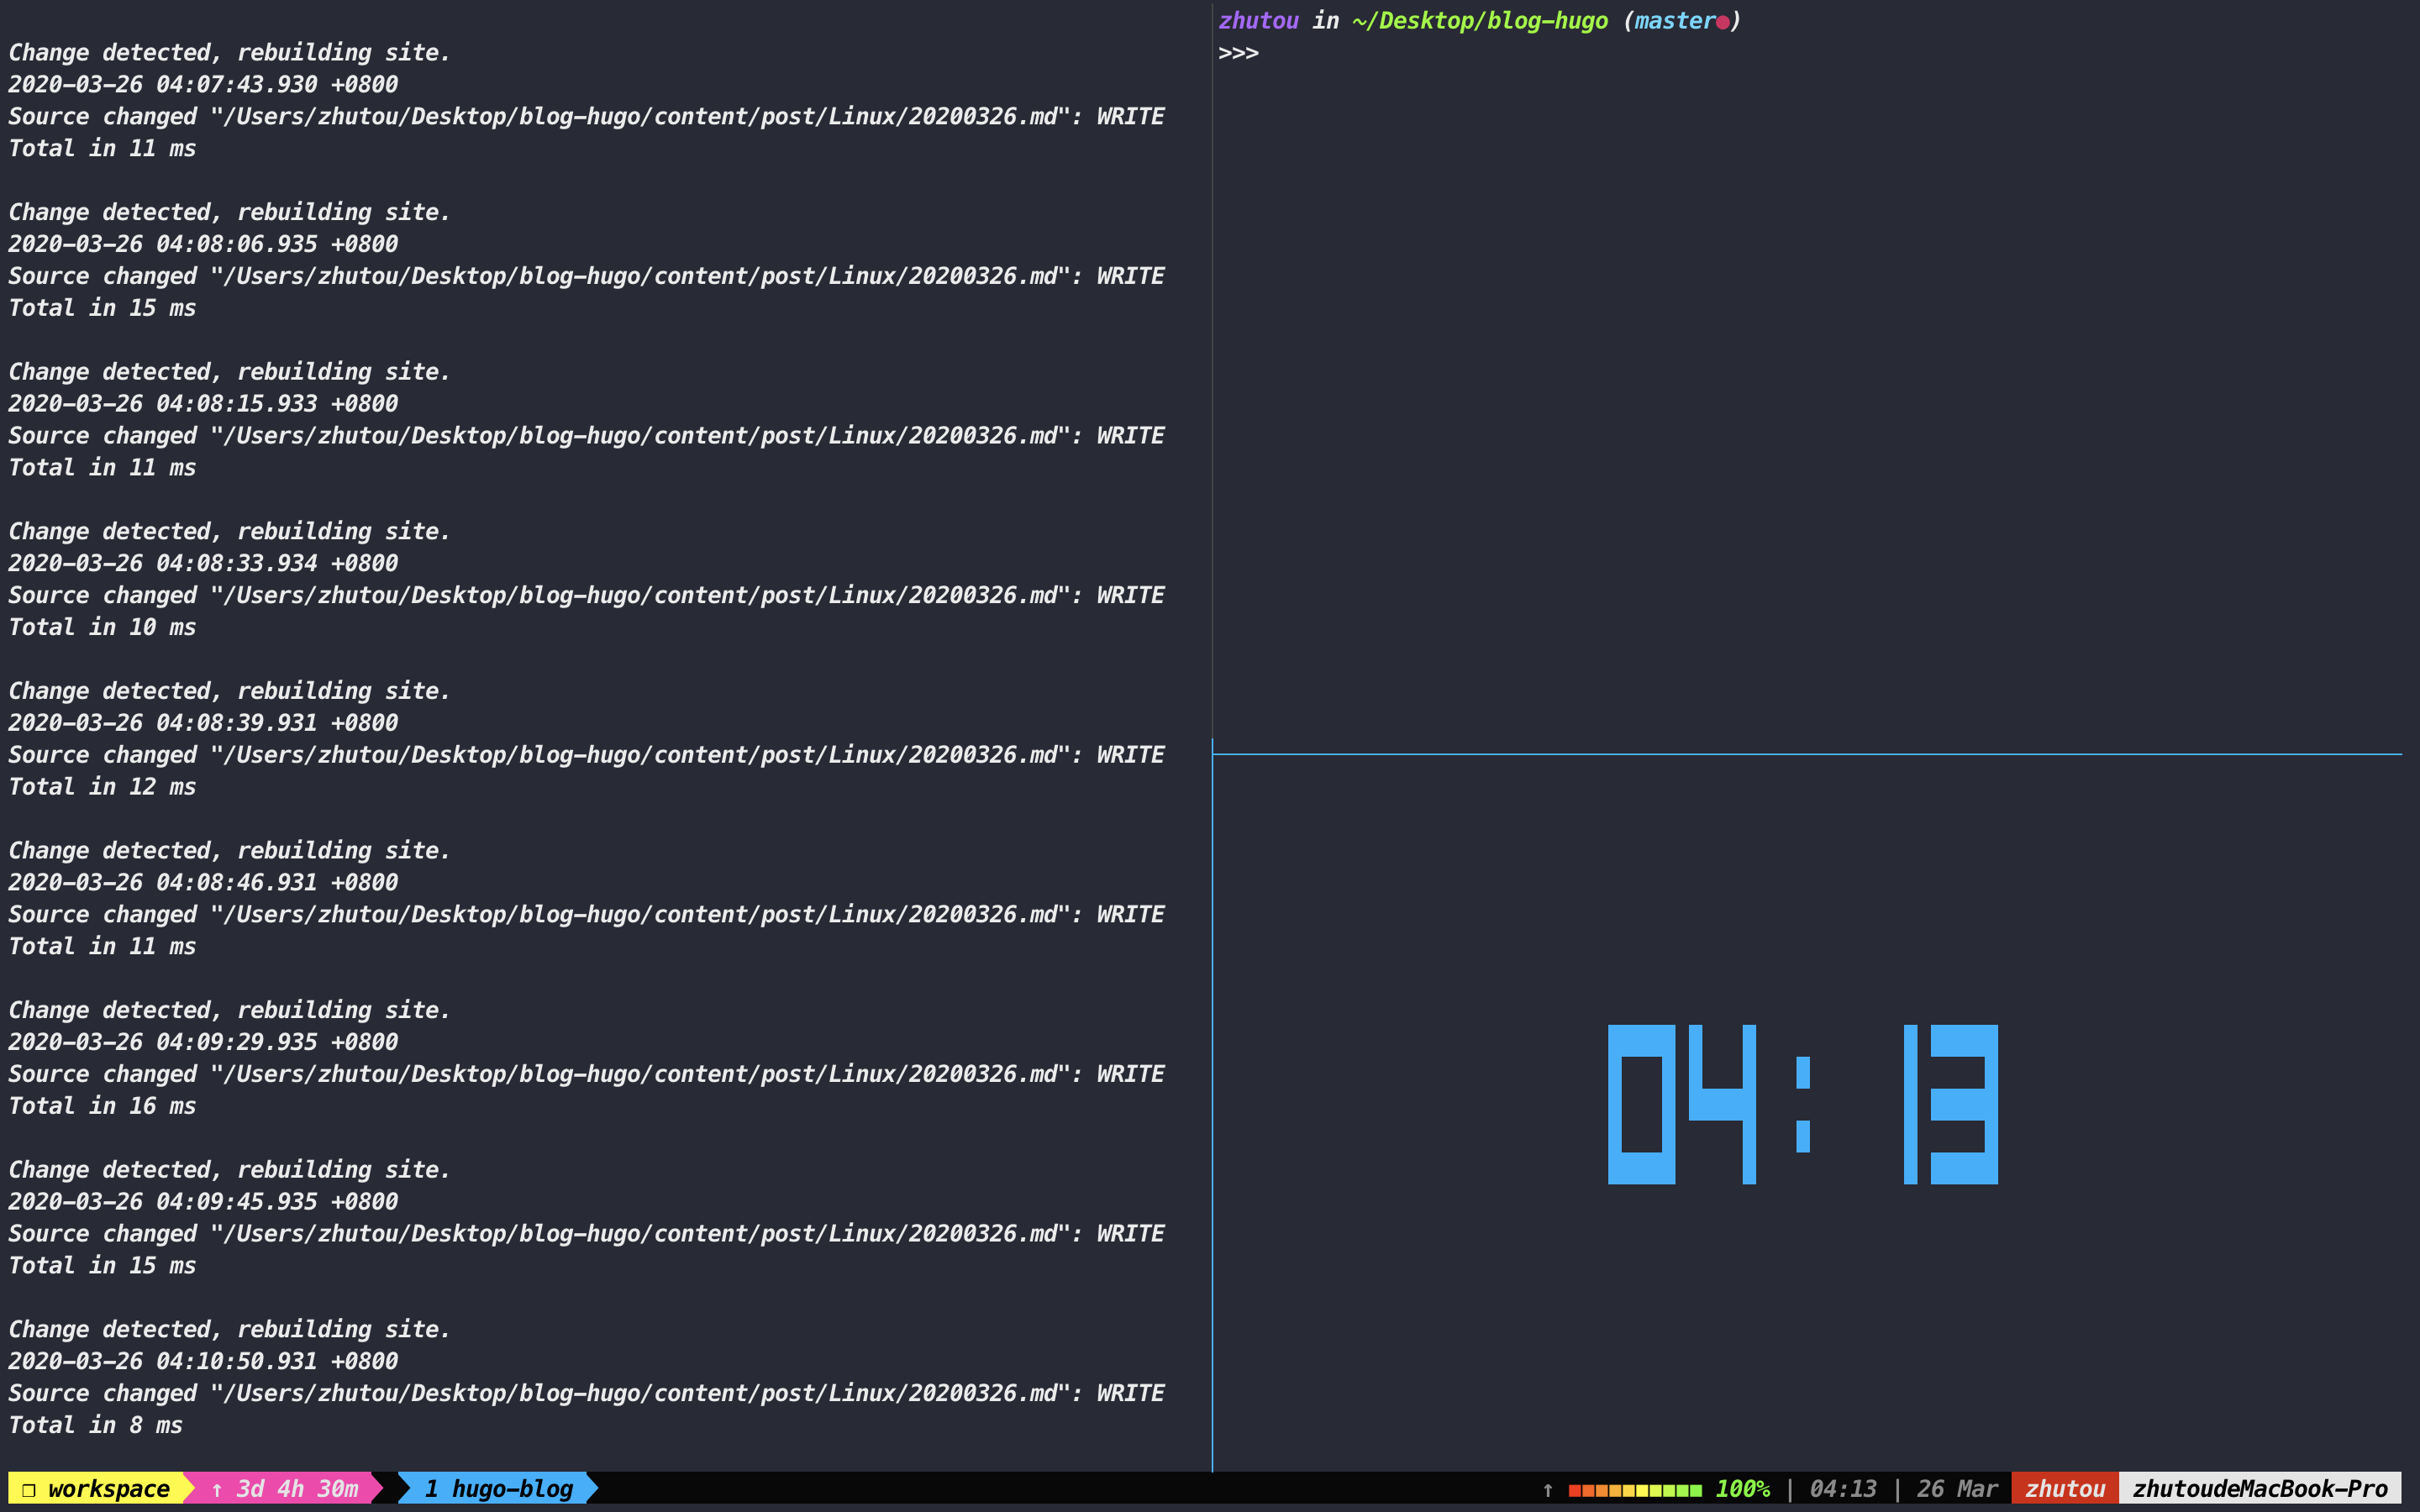 Change detected, rebuilding site.
2020-03-26 04:07:43.930 +0800
Source changed "/Users/zhutou/Desktop/blog-hugo/content/post/Linux/20200326.md": WRITE
Total in 11 ms
Change detected, rebuilding site.
2020-03-26 04:08:06.935 +0800
Source changed "/Users/zhutou/Desktop/blog-hugo/content/post/Linux/20200326.md": WRITE
Total in 15 ms
Change detected, rebuilding site.
2020-03-26 04:08:15.933 +0800
Source changed "/Users/zhutou/Desktop/blog-hugo/content/post/Linux/20200326.md": WRITE
Total in 11 ms
Change detected, rebuilding site.
2020-03-26 04:08:33.934 +0800
Source changed "/Users/zhutou/Desktop/blog-hugo/content/post/Linux/20200326.md": WRITE
Total in 10 ms
Change detected, rebuilding site.
2020-03-26 04:08:39.931 +0800
Source changed "/Users/zhutou/Desktop/blog-hugo/content/post/Linux/20200326.md": WRITE
Total in 12 ms
Change detected, rebuilding site.
2020-03-26 04:08:46.931 +0800
Source changed "/Users/zhutou/Desktop/blog-hugo/content/post/Linux/20200326.md": WRITE
Total in 11 ms
Change detected, rebuilding site.
2020-03-26 04:09:29.935 +0800
Source changed "/Users/zhutou/Desktop/blog-hugo/content/post/Linux/20200326.md": WRITE
Total in 16 ms
Change detected, rebuilding site.
2020-03-26 04:09:45.935 +0800
Source changed "/Users/zhutou/Desktop/blog-hugo/content/post/Linux/20200326.md": WRITE
Total in 15 ms
Change detected, rebuilding site.
2020-03-26 04:10:50.931 +0800
Source changed "/Users/zhutou/Desktop/blog-hugo/content/post/Linux/20200326.md": WRITE
Total in 8 ms
zhutou in ~/Desktop/blog-hugo (master●)
>>>
04:13
❐ workspace ↑ 3d 4h 30m 1 hugo-blog ↑ 100% | 04:13 | 26 Mar zhutou zhutoudeMacBook-Pro